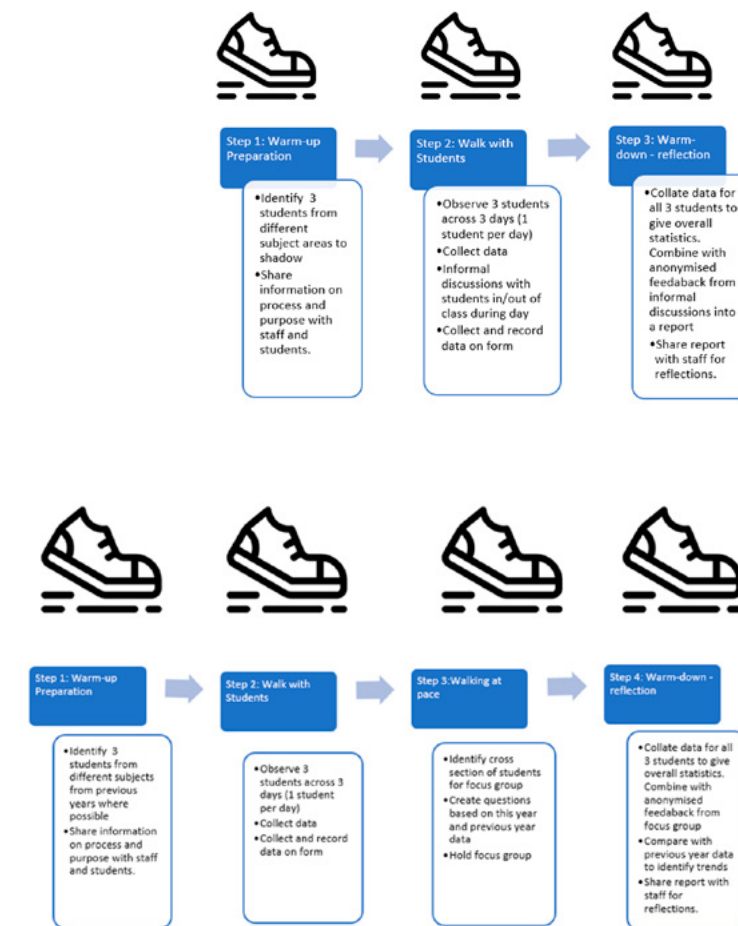 Step 1: Warm-up
Preparation
•Identify 3
students from
different
subject areas to
shadow
•Share
information on
process and
purpose with
staff and
students.
Step 2: Walk with
Students
•Observe 3 students
across 3 days (1
student per day)
•Collect data
•Informal
discussions with
students in/out of
class during day
•Collect and record
data on form
Step 3: Warm-
down - reflection
•Collate data for
all 3 students to
give overall
statistics.
Combine with
anonymised
feedaback from
informal
discussions into
a report
•Share report
with staff for
reflections.
Step 1: Warm-up
Preparation
•Identify 3
students from
different subjects
from previous
years where
possible
•Share information
on process and
purpose with staff
and students.
Step 2: Walk with
Students
•Observe 3
students across 3
days (1 student
per day)
•Collect data
•Collect and record
data on form
Step 3:Walking at
pace
•Identify cross
section of students
for focus group
•Create questions
based on this year
and previous year
data
•Hold focus group
Step 4: Warm-down -
reflection
•Collate data for all
3 students to give
overall statistics.
Combine with
anonymised
feedaback from
focus group
•Compare with
previous year data
to identify trends
•Share report with
staff for
reflections.